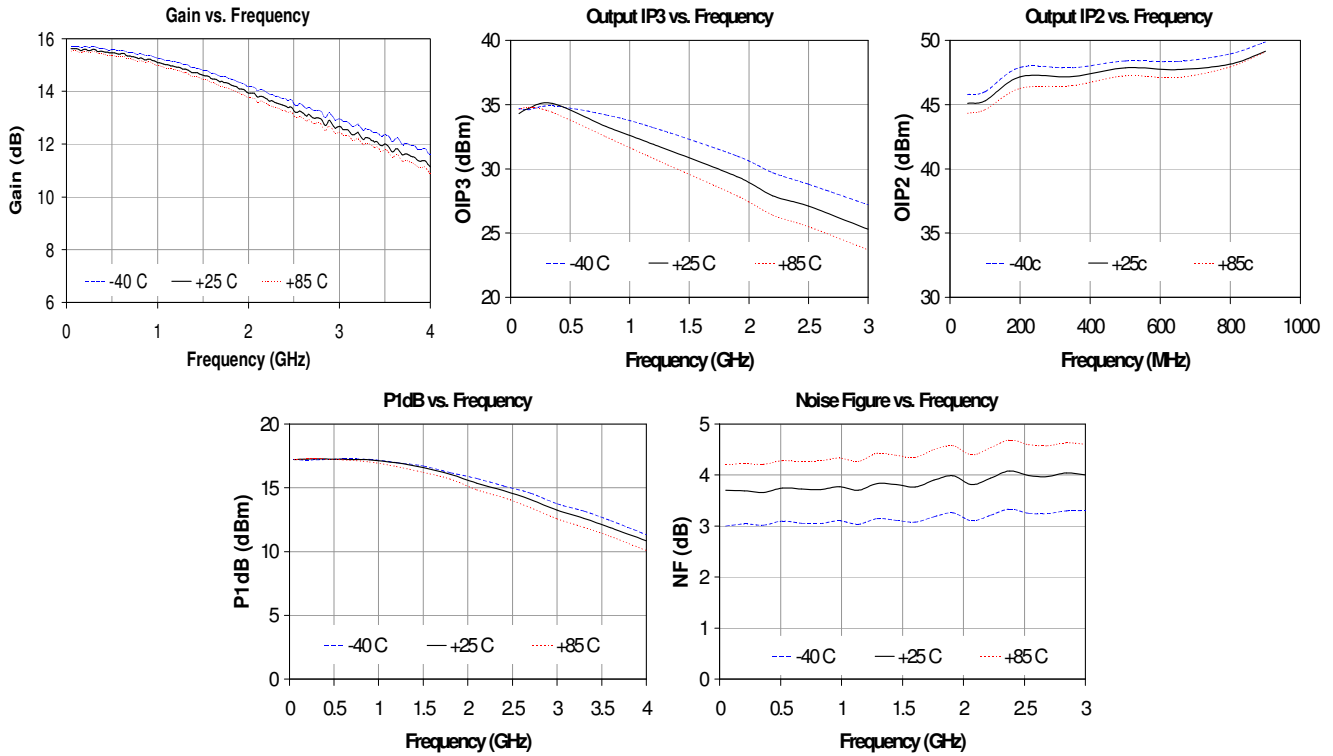 Gain vs. Frequency
Gain (dB)
16
14
12
10
8
6
-40 C +25 C +85 C
0 1 2 3 4
Frequency (GHz)
Output IP3 vs. Frequency
OIP3 (dBm)
40
35
30
25
20
-40 C +25 C +85 C
0 0.5 1 1.5 2 2.5 3
Frequency (GHz)
Output IP2 vs. Frequency
OIP2 (dBm)
50
45
40
35
30
-40c +25c +85c
0 200 400 600 800 1000
Frequency (MHz)
P1dB vs. Frequency
P1dB (dBm)
20
15
10
5
0
-40 C +25 C +85 C
0 0.5 1 1.5 2 2.5 3 3.5 4
Frequency (GHz)
Noise Figure vs. Frequency
NF (dB)
5
4
3
2
1
0
-40 C +25 C +85 C
0 0.5 1 1.5 2 2.5 3
Frequency (GHz)